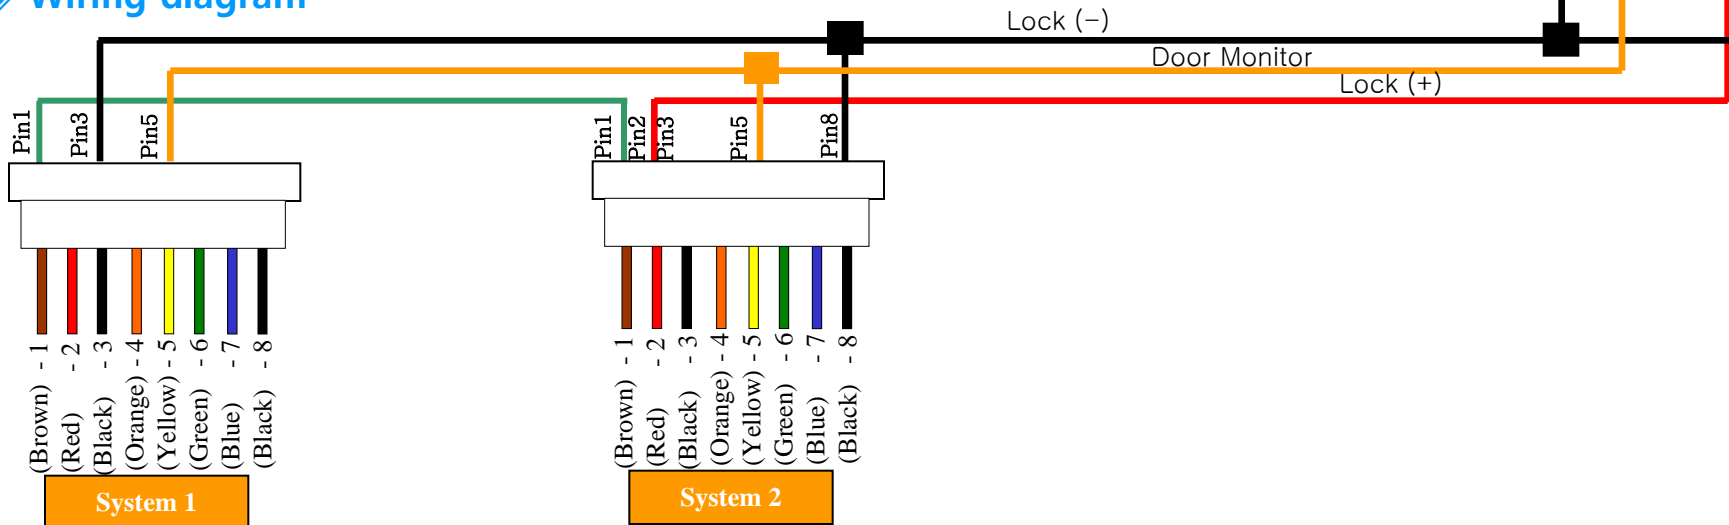 Wiring diagram
Lock (−)
Door Monitor
Lock (+)
Pin1
Pin3
Pin5
Pin1
Pin2
Pin3
Pin5
Pin8
(Brown) - 1
(Red) - 2
(Black) - 3
(Orange) - 4
(Yellow) - 5
(Green) - 6
(Blue) - 7
(Black) - 8
(Brown) - 1
(Red) - 2
(Black) - 3
(Orange) - 4
(Yellow) - 5
(Green) - 6
(Blue) - 7
(Black) - 8
System 1
System 2